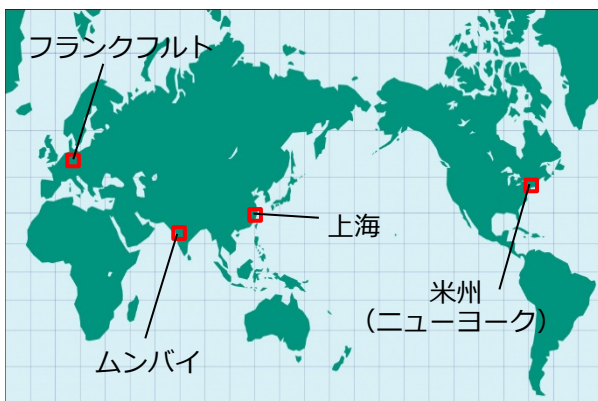 フランクフルト
上海
米州
（ニューヨーク）
ムンバイ